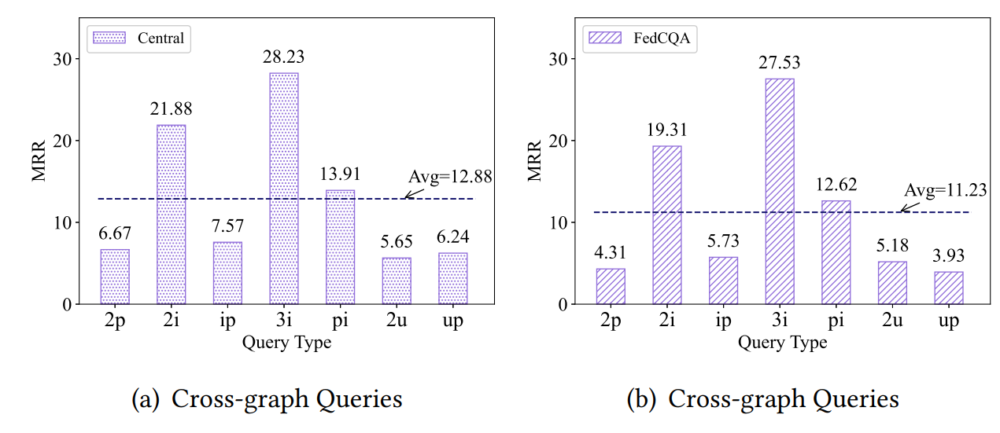 Central
30
20
10
0
MRR
6.67
21.88
7.57
28.23
13.91
5.65
6.24
Avg=12.88
2p 2i ip 3i pi 2u up
Query Type
(a) Cross-graph Queries
FedCQA
30
20
10
0
MRR
4.31
19.31
5.73
27.53
12.62
5.18
3.93
Avg=11.23
2p 2i ip 3i pi 2u up
Query Type
(b) Cross-graph Queries